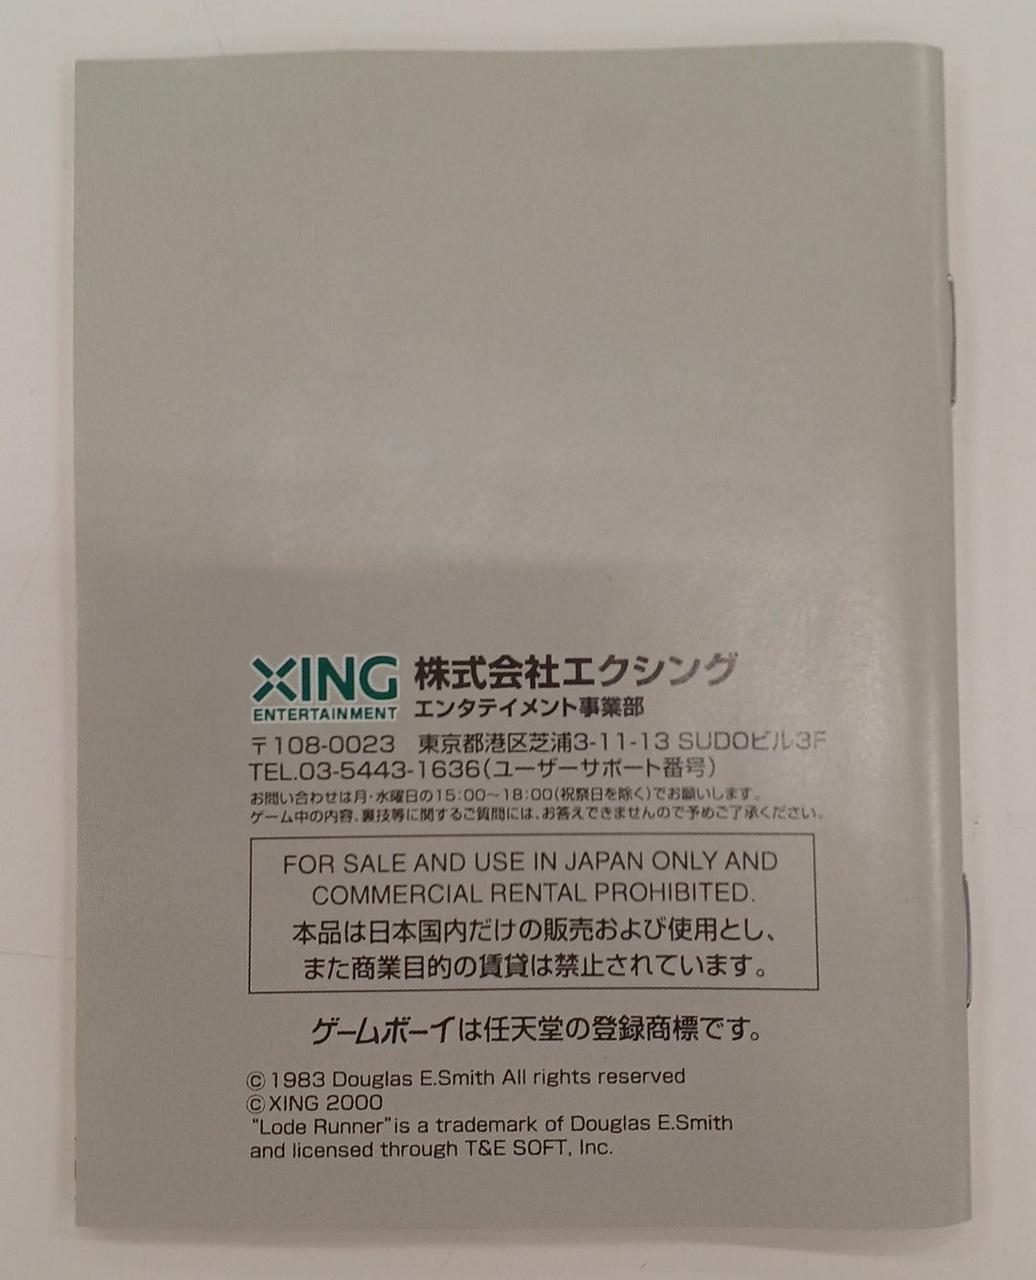 XING 株式会社エクシング
ENTERTAINMENT エンタテイメント事業部
〒108-0023 東京都港区芝浦3-11-13 SUDOビル3F
TEL.03-5443-1636(ユーザーサポート番号)
お問い合わせは月・水曜日の15:00〜18:00(祝祭日を除く)でお願いします。
ゲーム中の内容、裏技等に関するご質問には、お答えできませんので予めご了承ください。
FOR SALE AND USE IN JAPAN ONLY AND
COMMERCIAL RENTAL PROHIBITED.
本品は日本国内だけの販売および使用とし、
また商業目的の賃貸は禁止されています。
ゲームボーイは任天堂の登録商標です。
©1983 Douglas E.Smith All rights reserved
©XING 2000
"Lode Runner"is a trademark of Douglas E.Smith
and licensed through T&E SOFT, Inc.